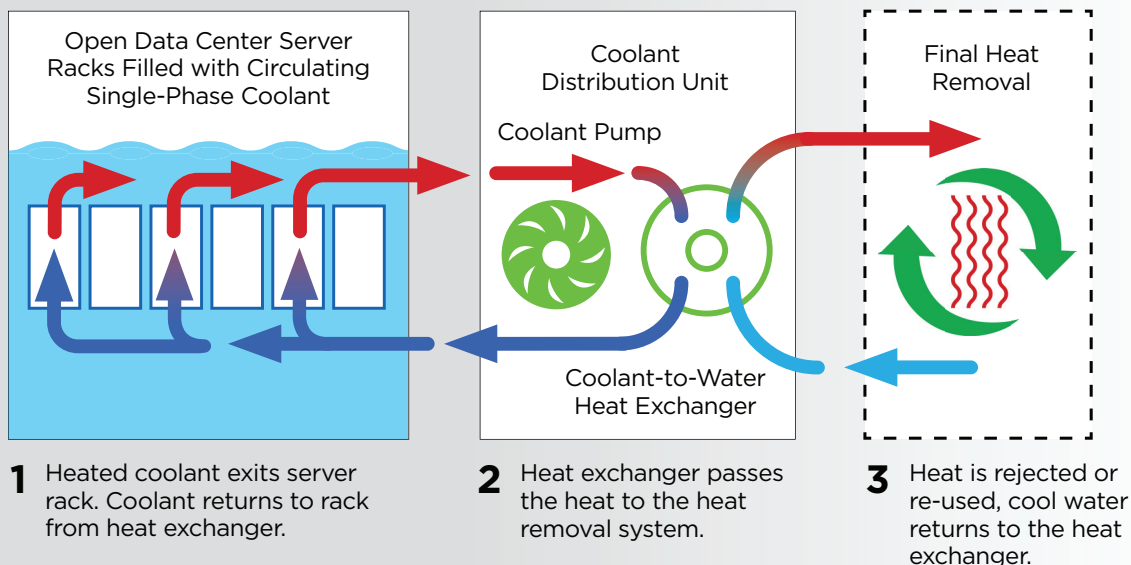 Open Data Center Server
Racks Filled with Circulating
Single-Phase Coolant
Coolant
Distribution Unit
Coolant Pump
Coolant-to-Water
Heat Exchanger
Final Heat
Removal
1 Heated coolant exits server
rack. Coolant returns to rack
from heat exchanger.
2 Heat exchanger passes
the heat to the heat
removal system.
3 Heat is rejected or
re-used, cool water
returns to the heat
exchanger.